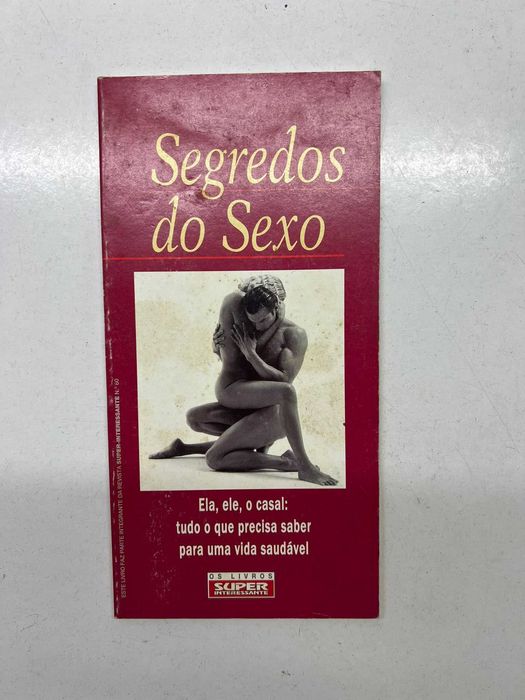 Segredos
do Sexo
ESTE LIVRO FAZ PARTE INTEGRANTE DA REVISTA SUPER-INTERESSANTE N.º 60
Ela, ele, o casal:
tudo o que precisa saber
para uma vida saudável
OS LIVROS
SUPER
INTERESSANTE